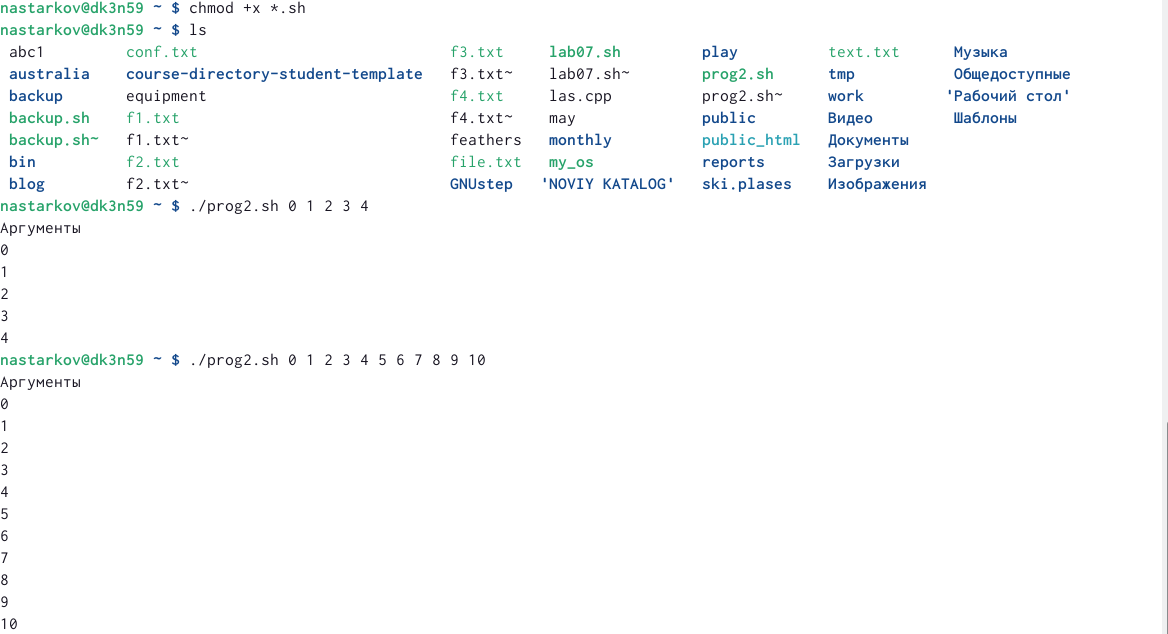 nastarkov@dk3n59 ~ $ chmod +x *.sh
nastarkov@dk3n59 ~ $ ls
abc1 conf.txt f3.txt lab07.sh play text.txt Музыка
australia course-directory-student-template f3.txt~ lab07.sh~ prog2.sh tmp Общедоступные
backup equipment f4.txt las.cpp prog2.sh~ work 'Рабочий стол'
backup.sh f1.txt f4.txt~ may public Видео Шаблоны
backup.sh~ f1.txt~ feathers monthly public_html Документы
bin f2.txt file.txt my_os reports Загрузки
blog f2.txt~ GNUstep 'NOVIY KATALOG' ski.plases Изображения
nastarkov@dk3n59 ~ $ ./prog2.sh 0 1 2 3 4
Аргументы
0
1
2
3
4
nastarkov@dk3n59 ~ $ ./prog2.sh 0 1 2 3 4 5 6 7 8 9 10
Аргументы
0
1
2
3
4
5
6
7
8
9
10